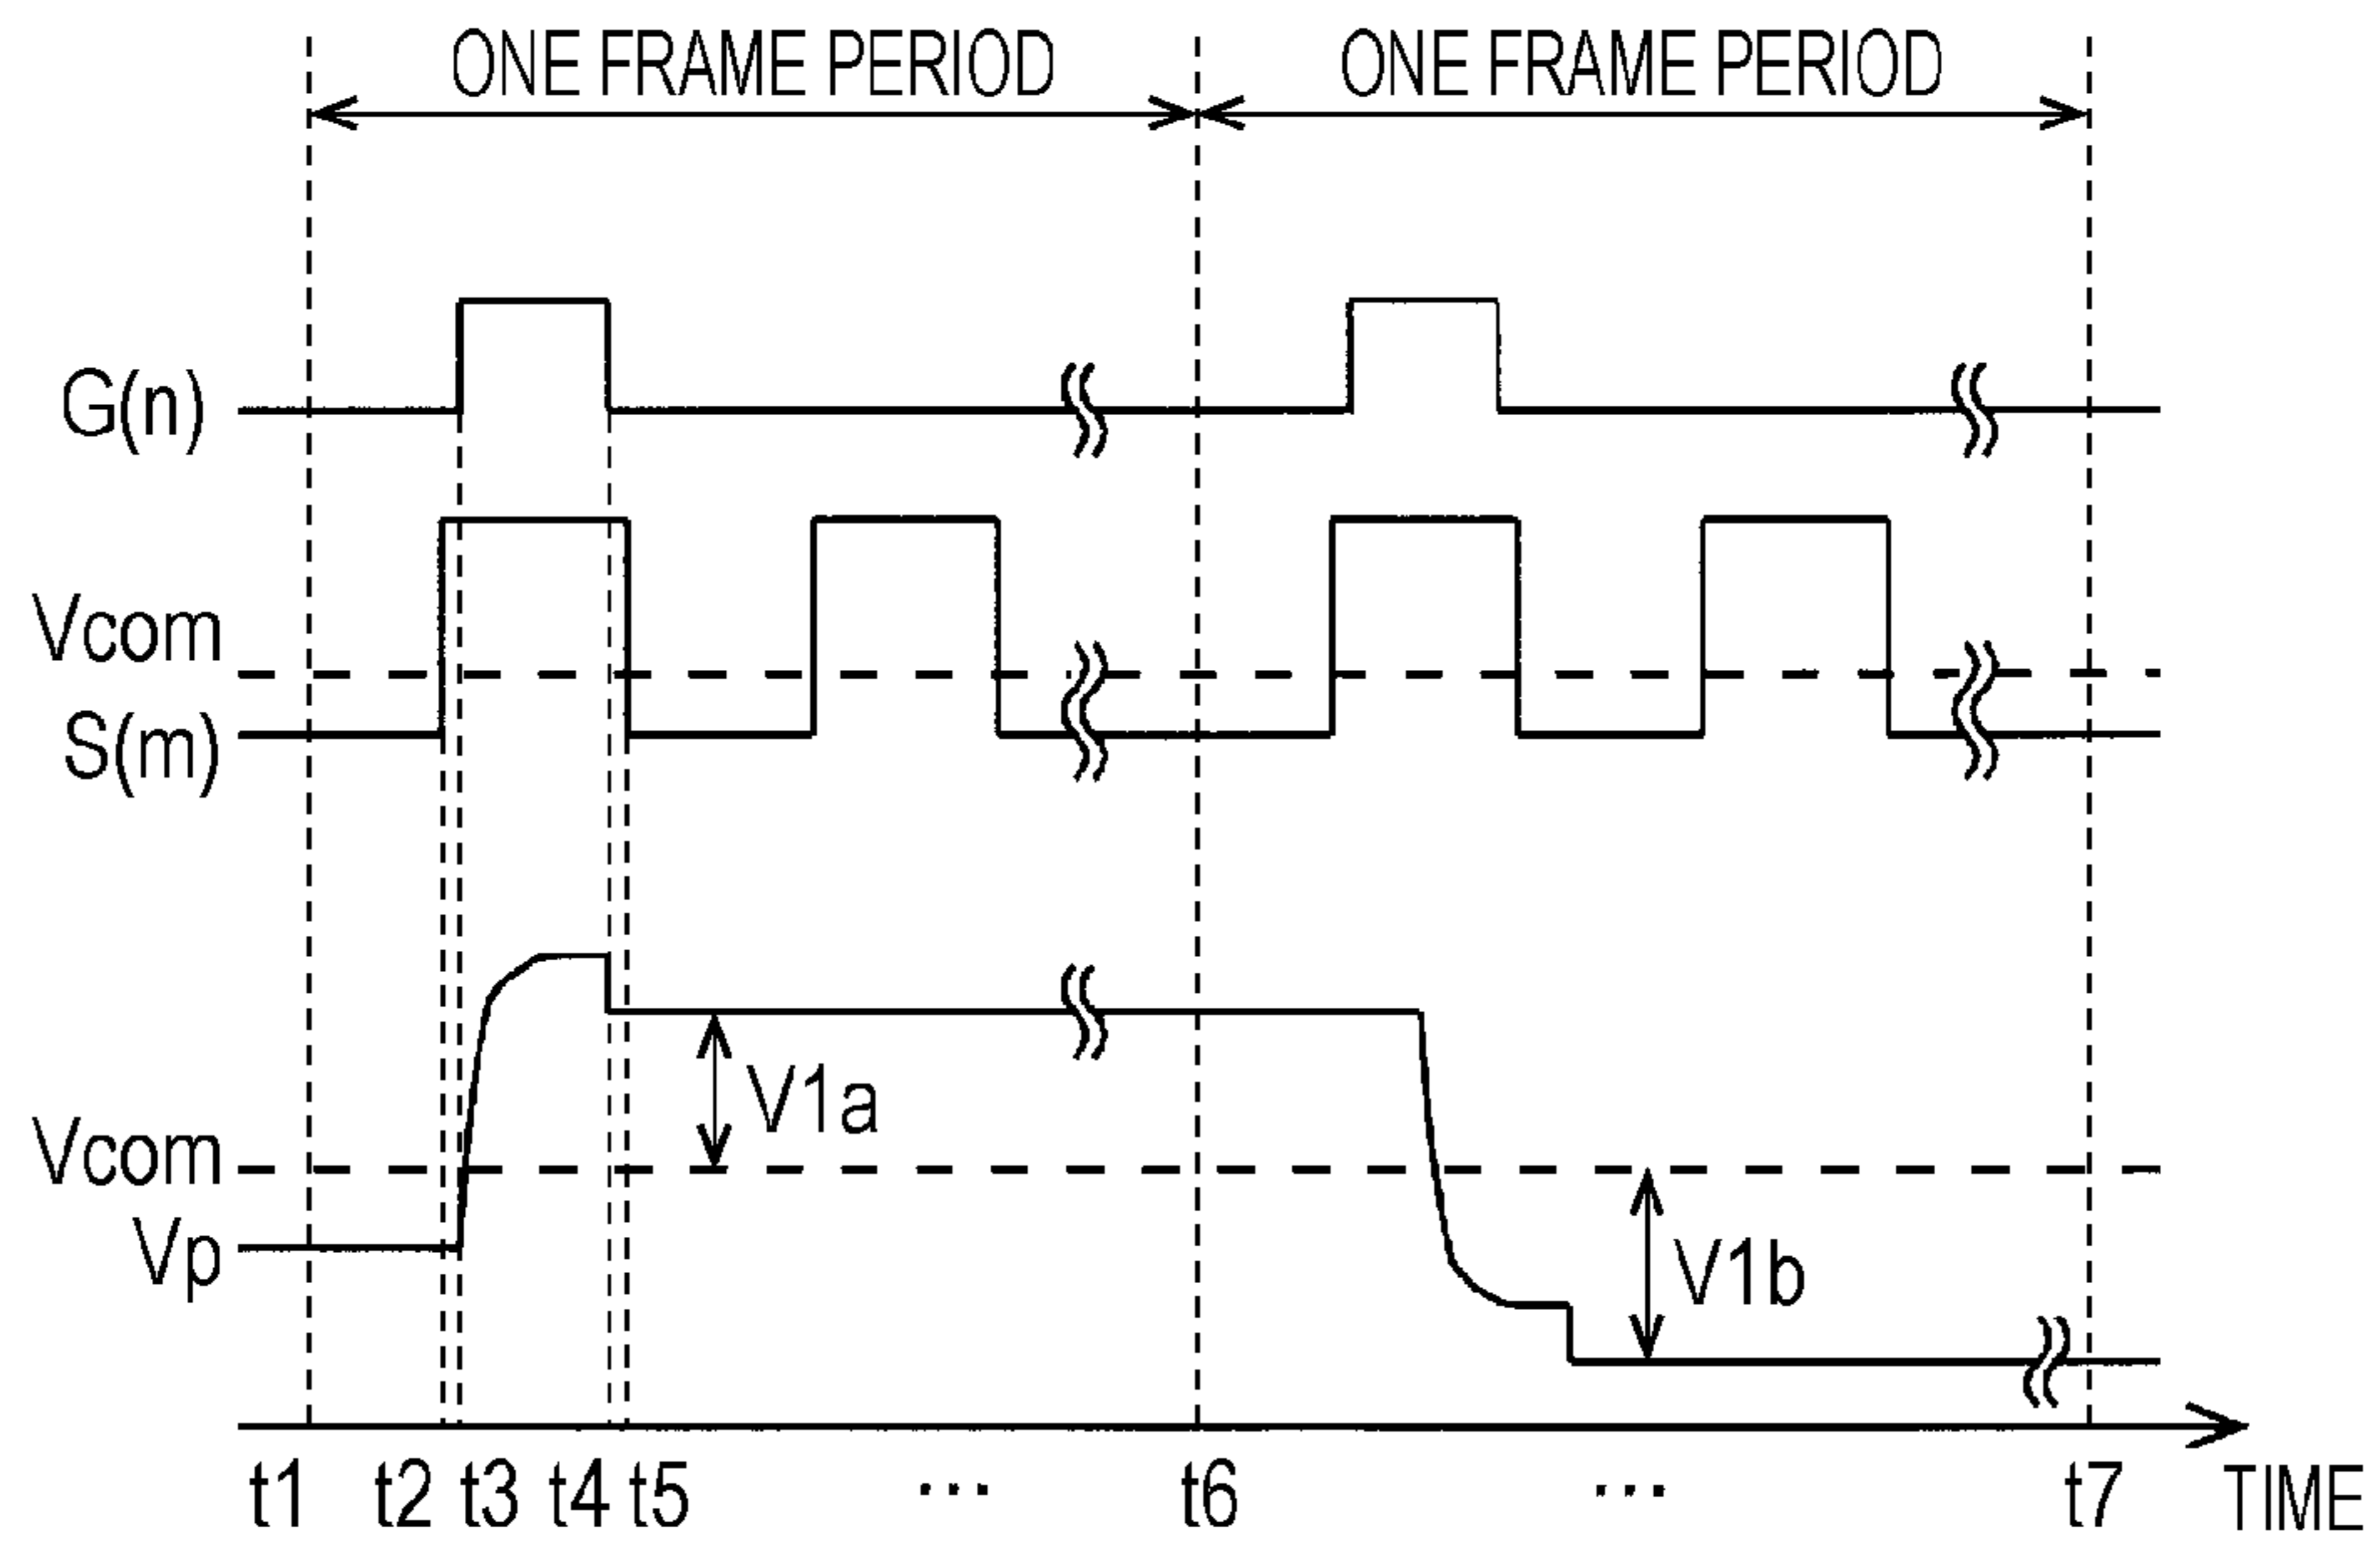 ONE FRAME PERIOD ONE FRAME PERIOD
G(n)
Vcom
S(m)
V1a
Vcom
Vp
V1b
t1 t2 t3 t4 t5 ... t6 ... t7 TIME